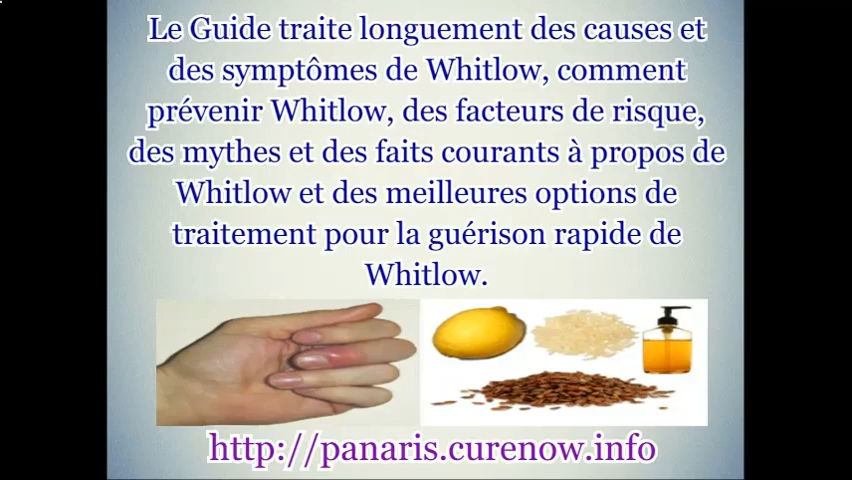 Le Guide traite longuement des causes et
des symptômes de Whitlow, comment
prévenir Whitlow, des facteurs de risque,
des mythes et des faits courants à propos de
Whitlow et des meilleures options de
traitement pour la guérison rapide de
Whitlow.
http://panaris.curenow.info